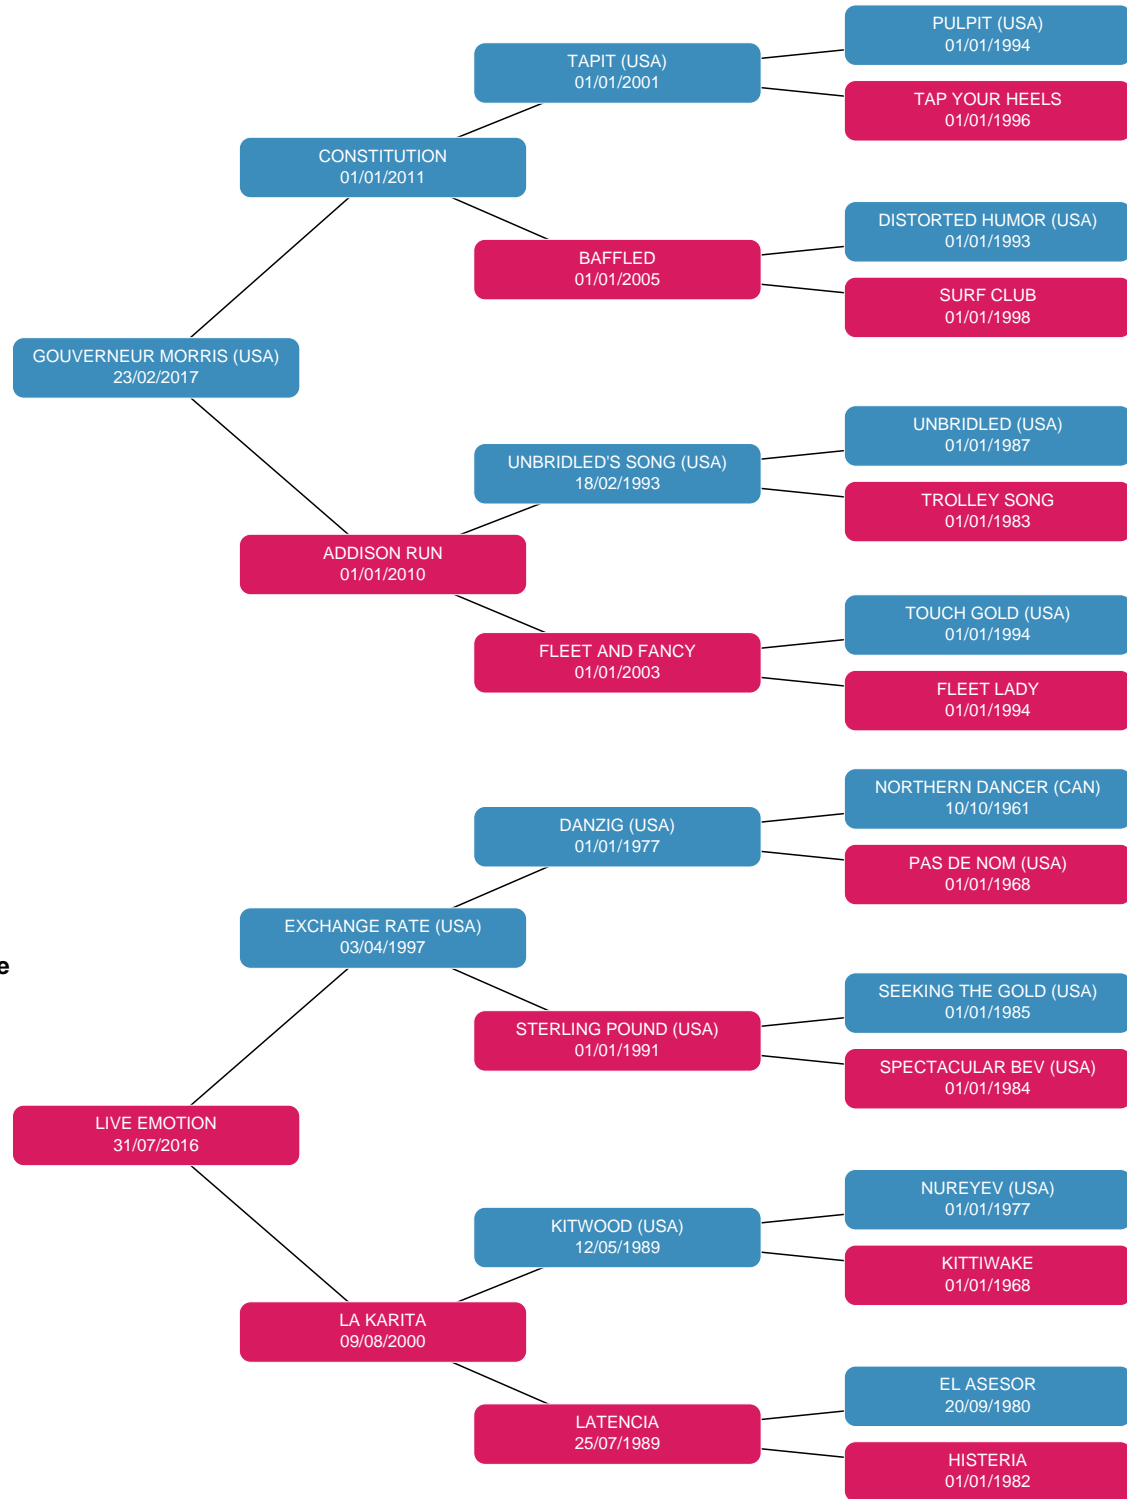 PULPIT (USA)
01/01/1994
TAPIT (USA)
01/01/2001
TAP YOUR HEELS
01/01/1996
CONSTITUTION
01/01/2011
DISTORTED HUMOR (USA)
01/01/1993
BAFFLED
01/01/2005
SURF CLUB
01/01/1998
GOUVERNEUR MORRIS (USA)
23/02/2017
UNBRIDLED (USA)
01/01/1987
UNBRIDLED'S SONG (USA)
18/02/1993
TROLLEY SONG
01/01/1983
ADDISON RUN
01/01/2010
TOUCH GOLD (USA)
01/01/1994
FLEET AND FANCY
01/01/2003
FLEET LADY
01/01/1994
NORTHERN DANCER (CAN)
10/10/1961
DANZIG (USA)
01/01/1977
PAS DE NOM (USA)
01/01/1968
EXCHANGE RATE (USA)
03/04/1997
e
SEEKING THE GOLD (USA)
01/01/1985
STERLING POUND (USA)
01/01/1991
SPECTACULAR BEV (USA)
01/01/1984
LIVE EMOTION
31/07/2016
NUREYEV (USA)
01/01/1977
KITWOOD (USA)
12/05/1989
KITTIWAKE
01/01/1968
LA KARITA
09/08/2000
EL ASESOR
20/09/1980
LATENCIA
25/07/1989
HISTERIA
01/01/1982